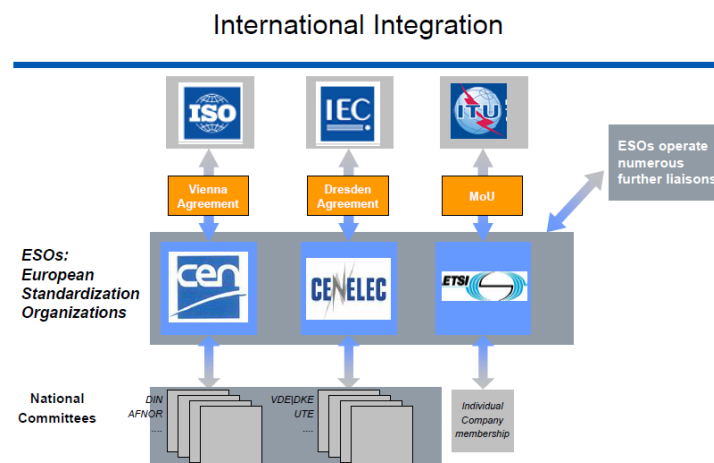 International Integration
ISO
IEC
ITU
Vienna
Agreement
Dresden
Agreement
MoU
ESOs operate
numerous
further liaisons
ESOs:
European
Standardization
Organizations
cen
CENELEC
ETSI
National
Committees
DIN
AFNOR
....
VDE|DKE
UTE
....
Individual
Company
membership